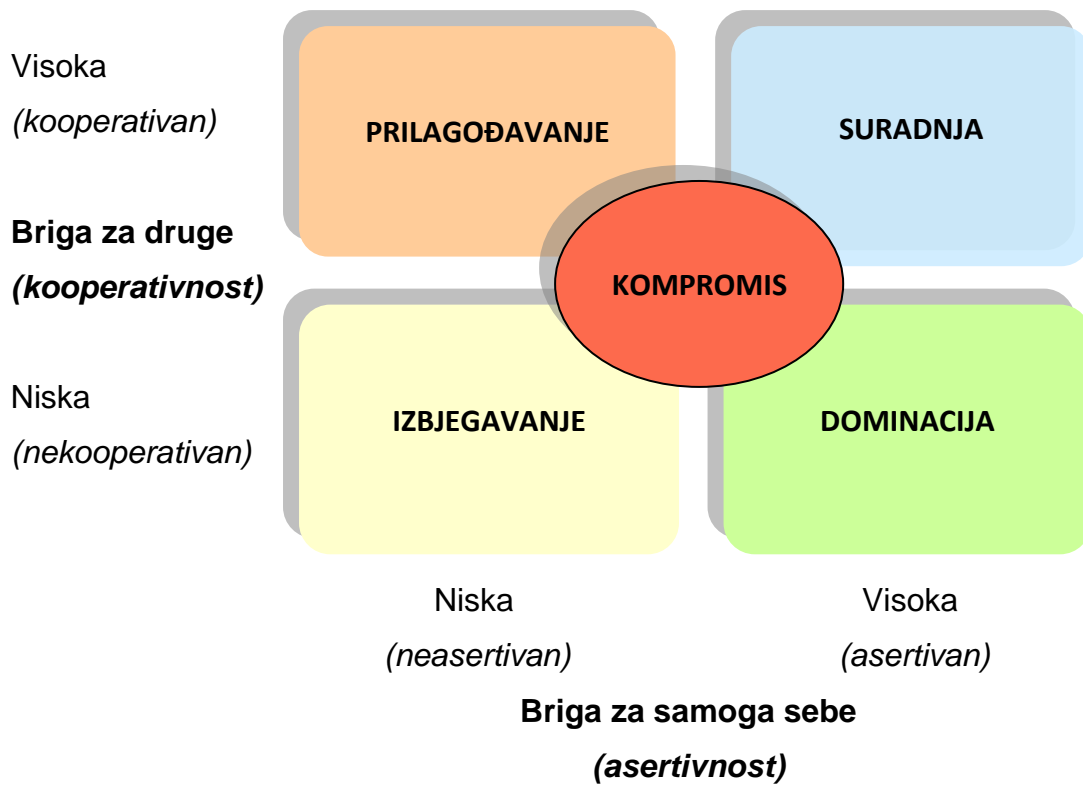 Visoka
(kooperativan)
PRILAGOĐAVANJE
SURADNJA
Briga za druge
(kooperativnost)
KOMPROMIS
Niska
(nekooperativan)
IZBJEGAVANJE
DOMINACIJA
Niska
(neasertivan)
Visoka
(asertivan)
Briga za samoga sebe
(asertivnost)